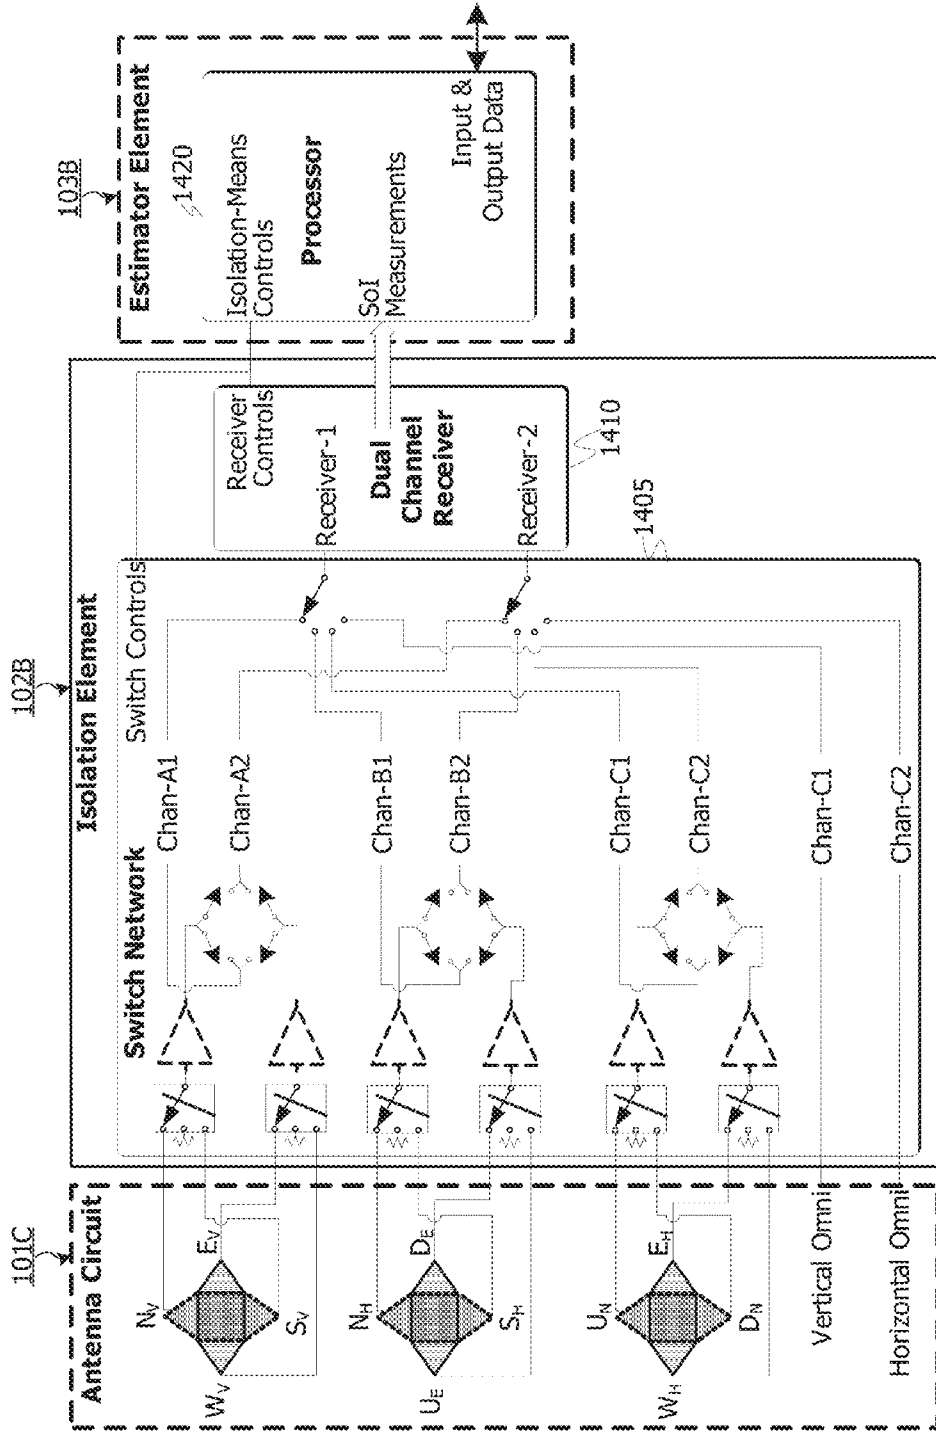 101C
Antenna Circuit
N_V
E_V
S_V
W_V
N_H
D_E
S_H
U_E
U_N
E_H
D_N
W_H
Vertical Omni
Horizontal Omni
102B
Isolation Element
Switch Network
Switch Controls
Chan-A1
Chan-A2
Chan-B1
Chan-B2
Chan-C1
Chan-C2
Chan-C1
Chan-C2
1405
Receiver
Controls
Receiver-1
Dual
Channel
Receiver
Receiver-2
1410
103B
Estimator Element
1420
Isolation-Means
Controls
Processor
SoI
Measurements
Input &
Output Data